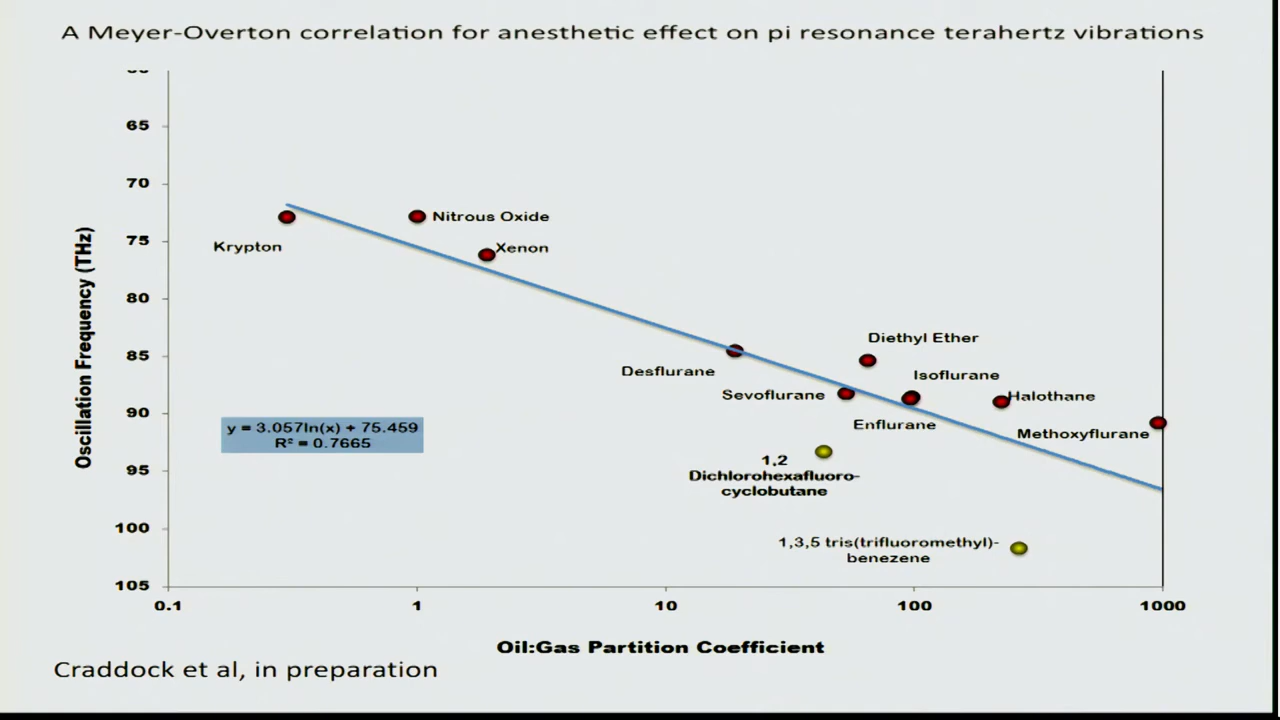 A Meyer-Overton correlation for anesthetic effect on pi resonance terahertz vibrations
65
70
75
80
85
90
95
100
105
Oscillation Frequency (THz)
Krypton
Nitrous Oxide
Xenon
Desflurane
Diethyl Ether
Isoflurane
Sevoflurane
Halothane
Enflurane
Methoxyflurane
y = 3.057ln(x) + 75.459
R² = 0.7665
1,2
Dichlorohexafluoro-
cyclobutane
1,3,5 tris(trifluoromethyl)-
benezene
0.1
1
10
100
1000
Oil:Gas Partition Coefficient
Craddock et al, in preparation